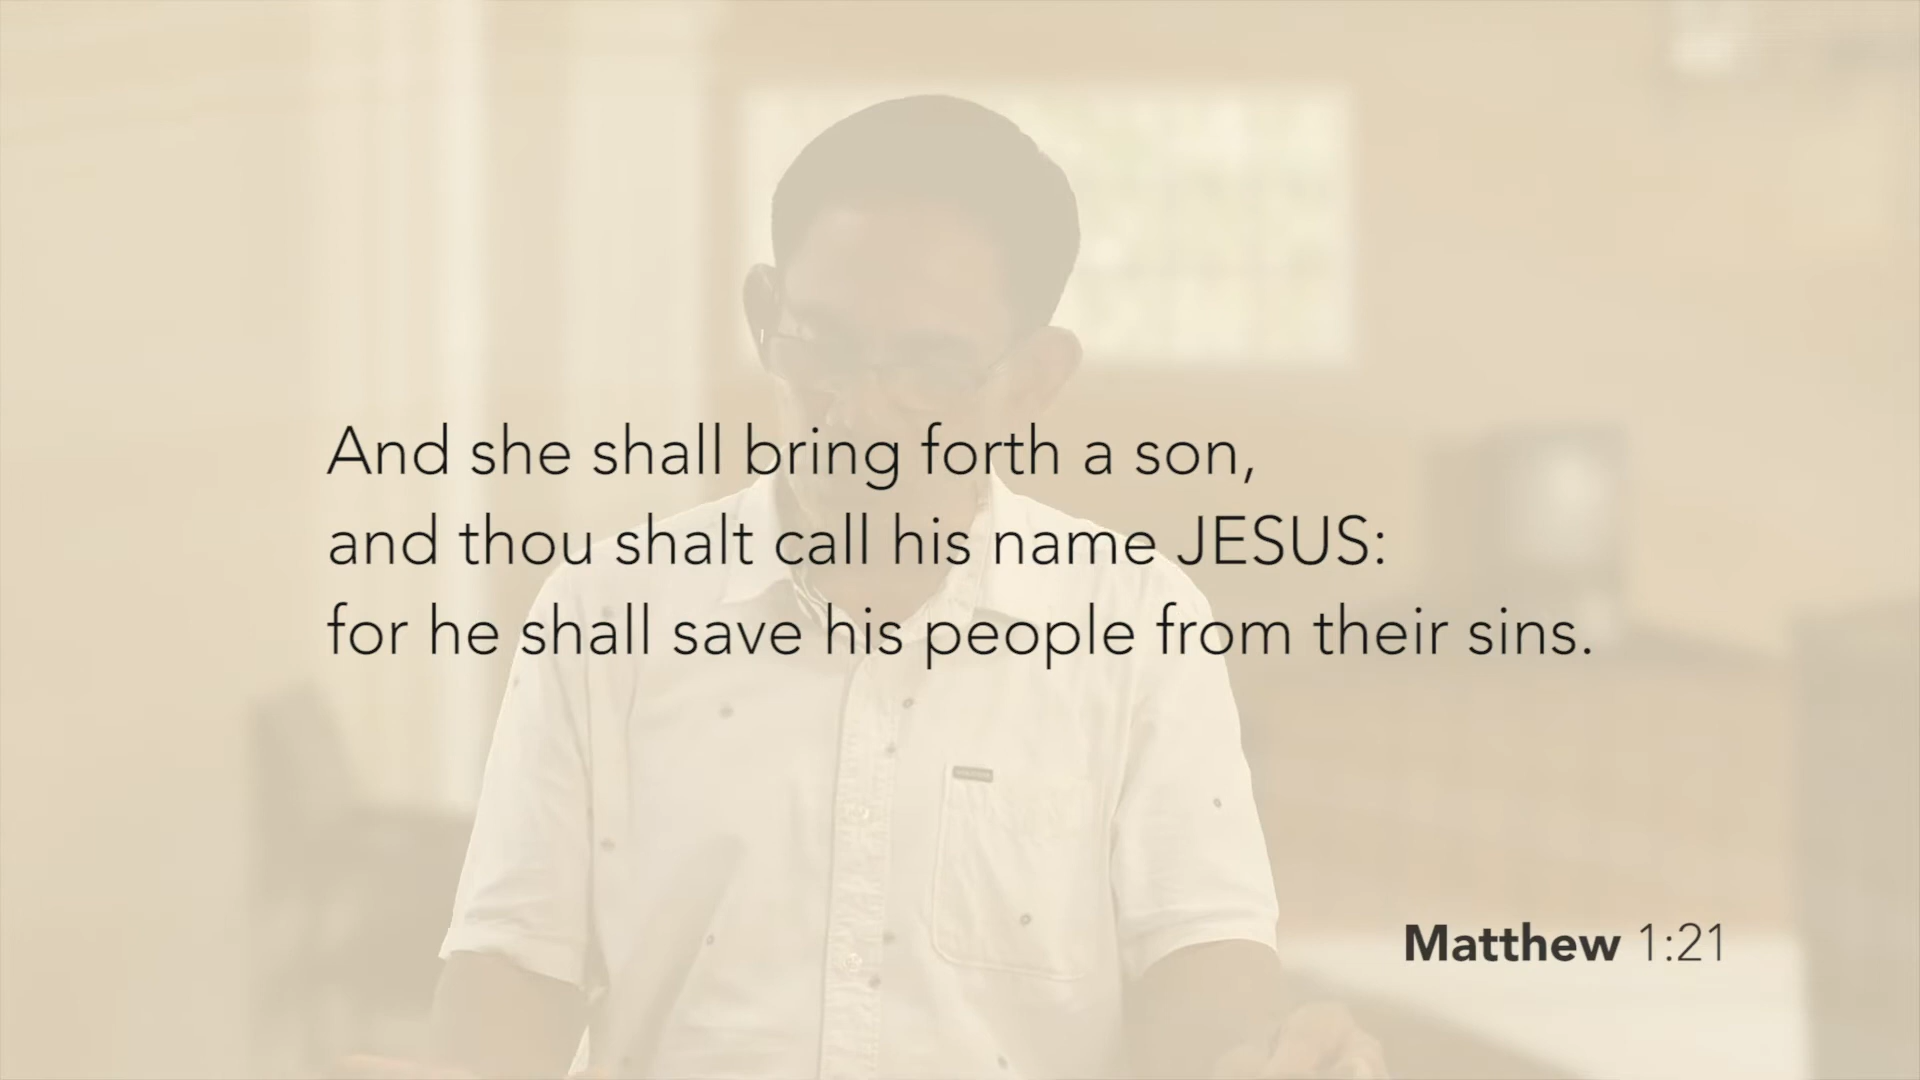 And she shall bring forth a son,
and thou shalt call his name JESUS:
for he shall save his people from their sins.
Matthew 1:21